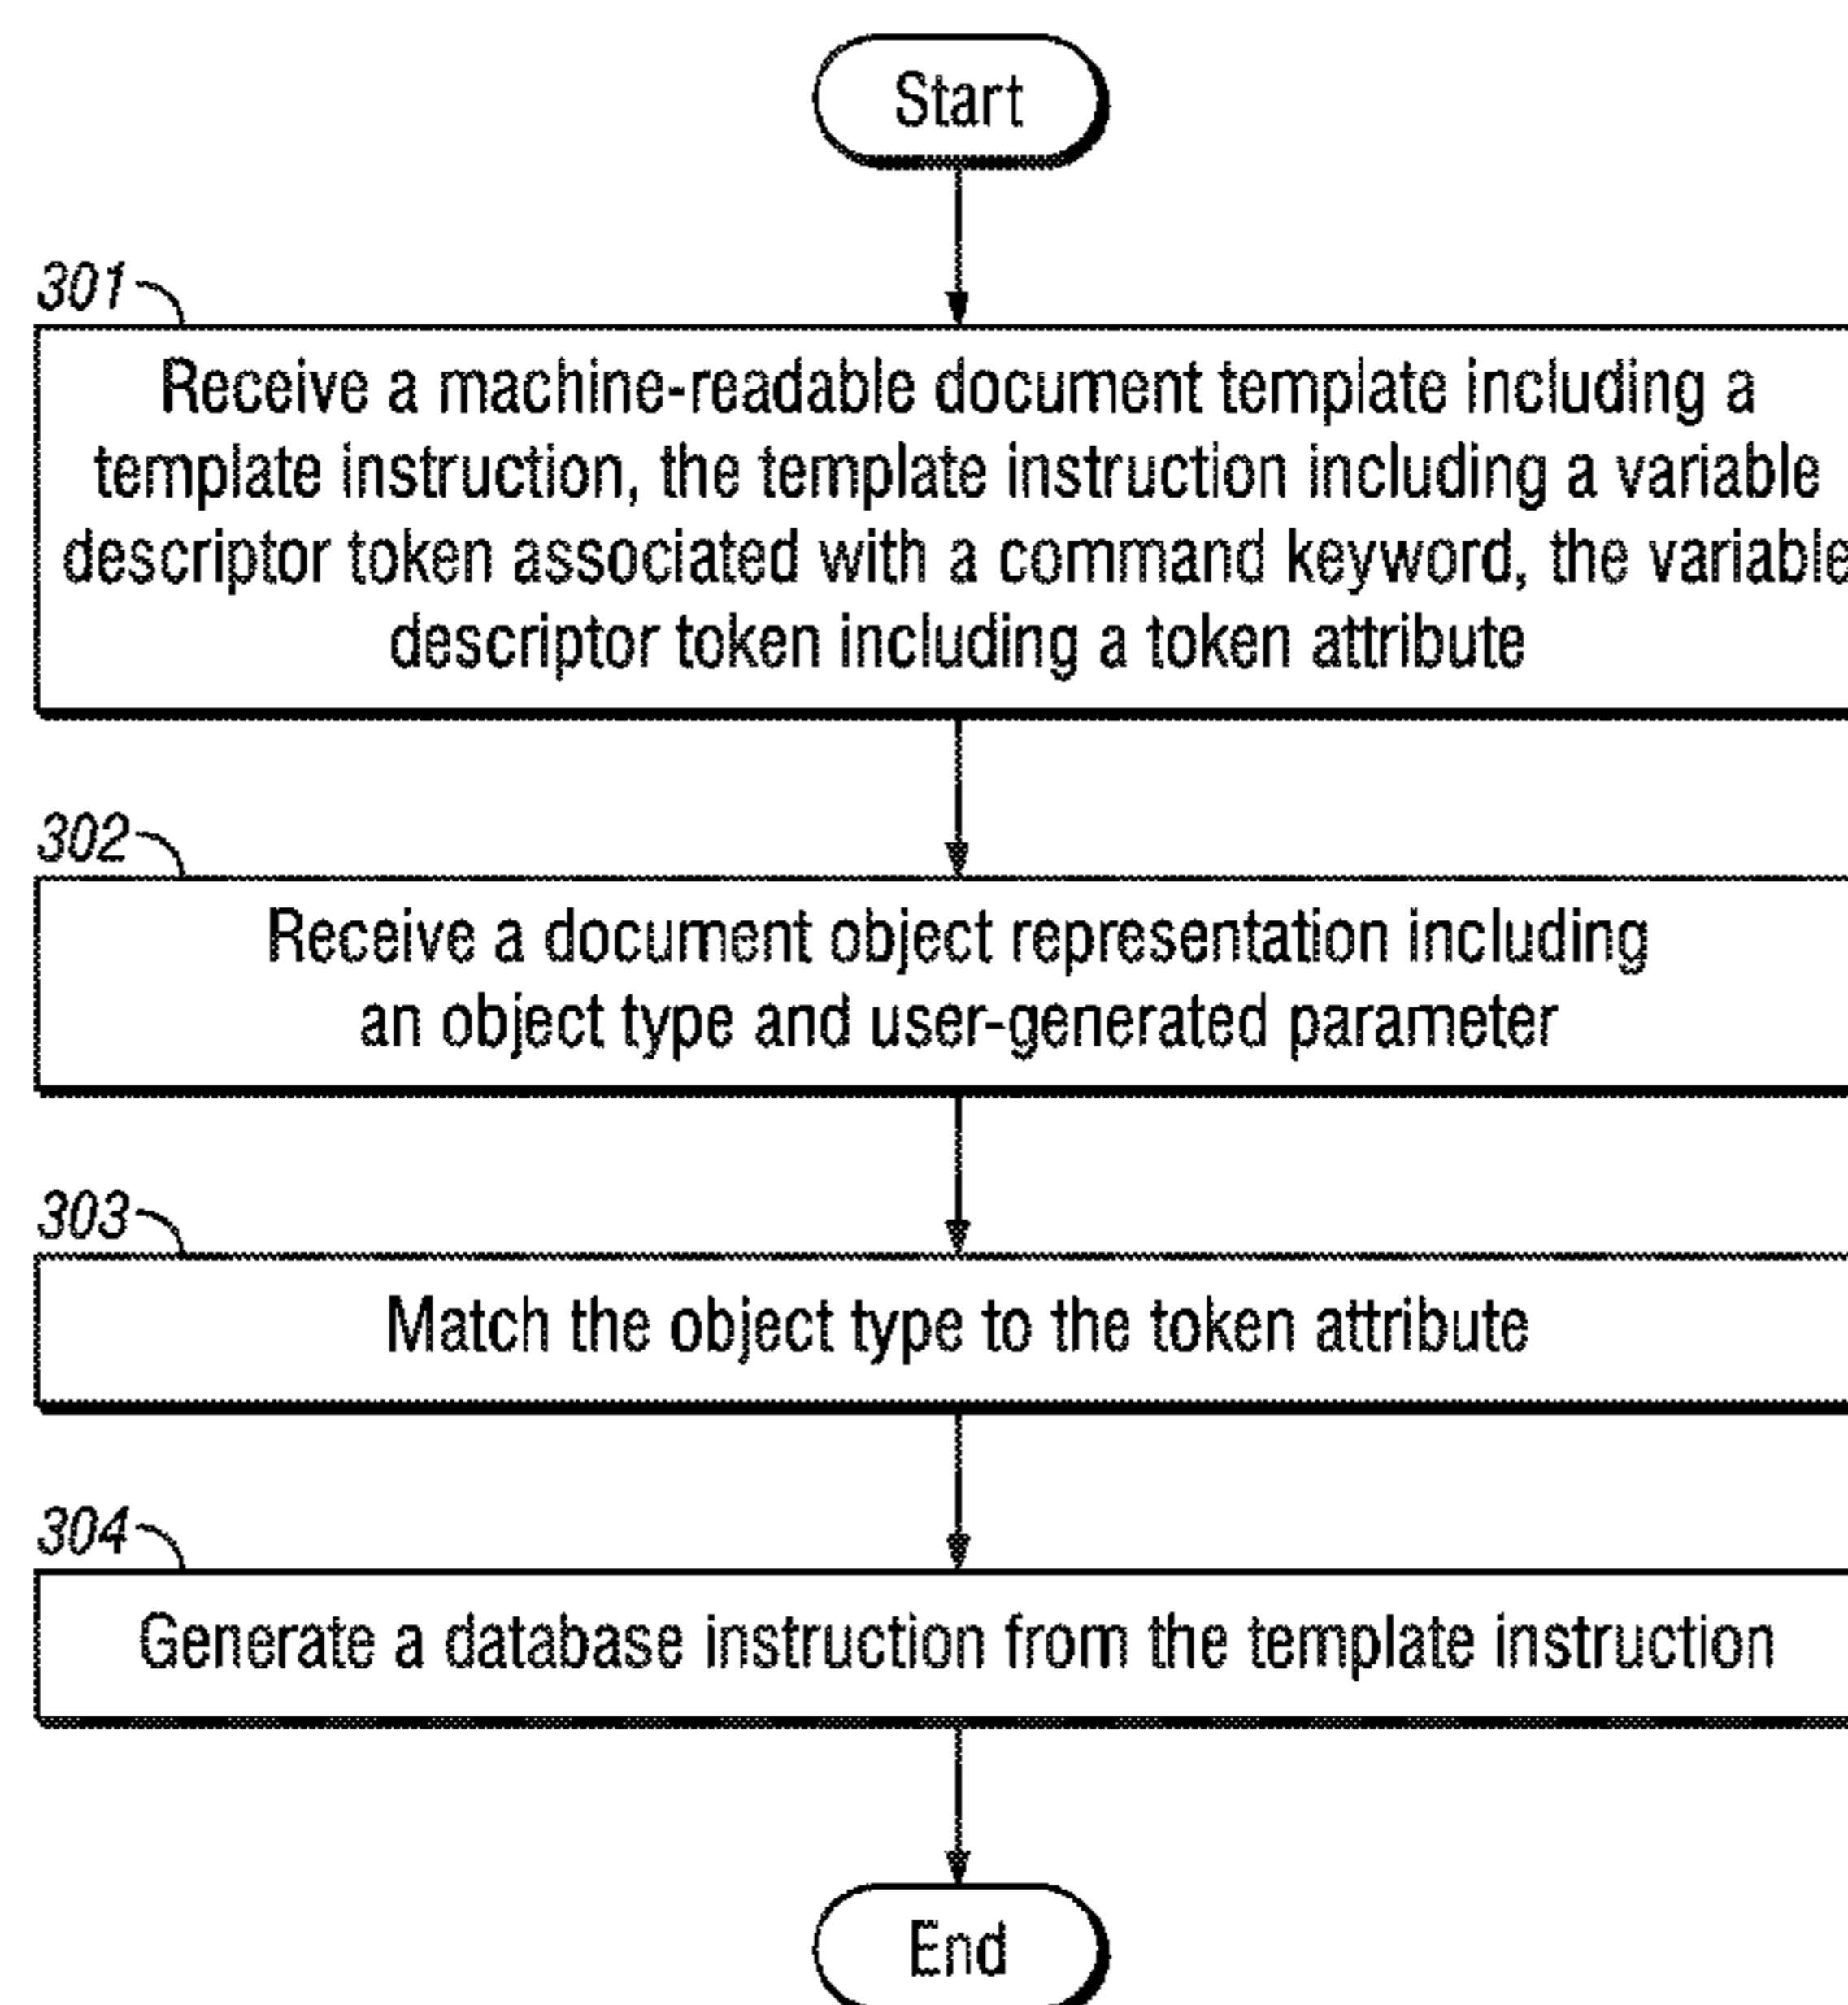 Start
301
Receive a machine-readable document template including a
template instruction, the template instruction including a variable
descriptor token associated with a command keyword, the variable
descriptor token including a token attribute
302
Receive a document object representation including
an object type and user-generated parameter
303
Match the object type to the token attribute
304
Generate a database instruction from the template instruction
End